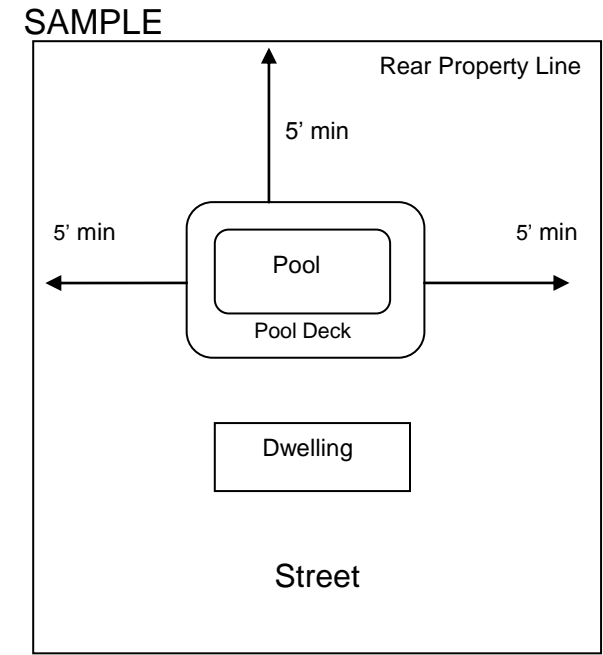 SAMPLE
Rear Property Line
5’ min
5’ min
5’ min
Pool
Pool Deck
Dwelling
Street